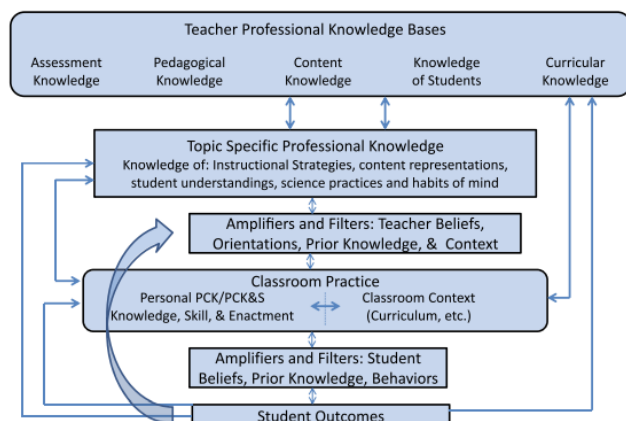 Teacher Professional Knowledge Bases
Assessment Knowledge
Pedagogical Knowledge
Content Knowledge
Knowledge of Students
Curricular Knowledge
Topic Specific Professional Knowledge
Knowledge of: Instructional Strategies, content representations,
student understandings, science practices and habits of mind
Amplifiers and Filters: Teacher Beliefs,
Orientations, Prior Knowledge, & Context
Classroom Practice
Personal PCK/PCK&S
Knowledge, Skill, & Enactment
Classroom Context
(Curriculum, etc.)
Amplifiers and Filters: Student
Beliefs, Prior Knowledge, Behaviors
Student Outcomes